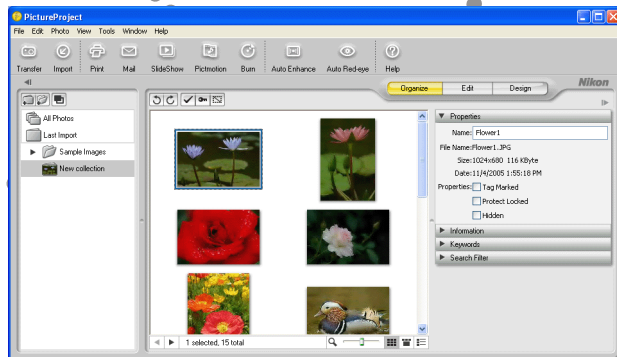 PictureProject
File Edit Photo View Tools Window Help
Transfer Import Print Mail SlideShow Pictmotion Burn Auto Enhance Auto Red-eye Help
Organize Edit Design Nikon
All Photos
Last Import
Sample Images
New collection
Properties
Name: Flower1
File Name:Flower1.JPG
Size:1024x680 116 KByte
Date:11/4/2005 1:55:18 PM
Properties: Tag Marked
Protect Locked
Hidden
Information
Keywords
Search Filter
1 selected, 15 total